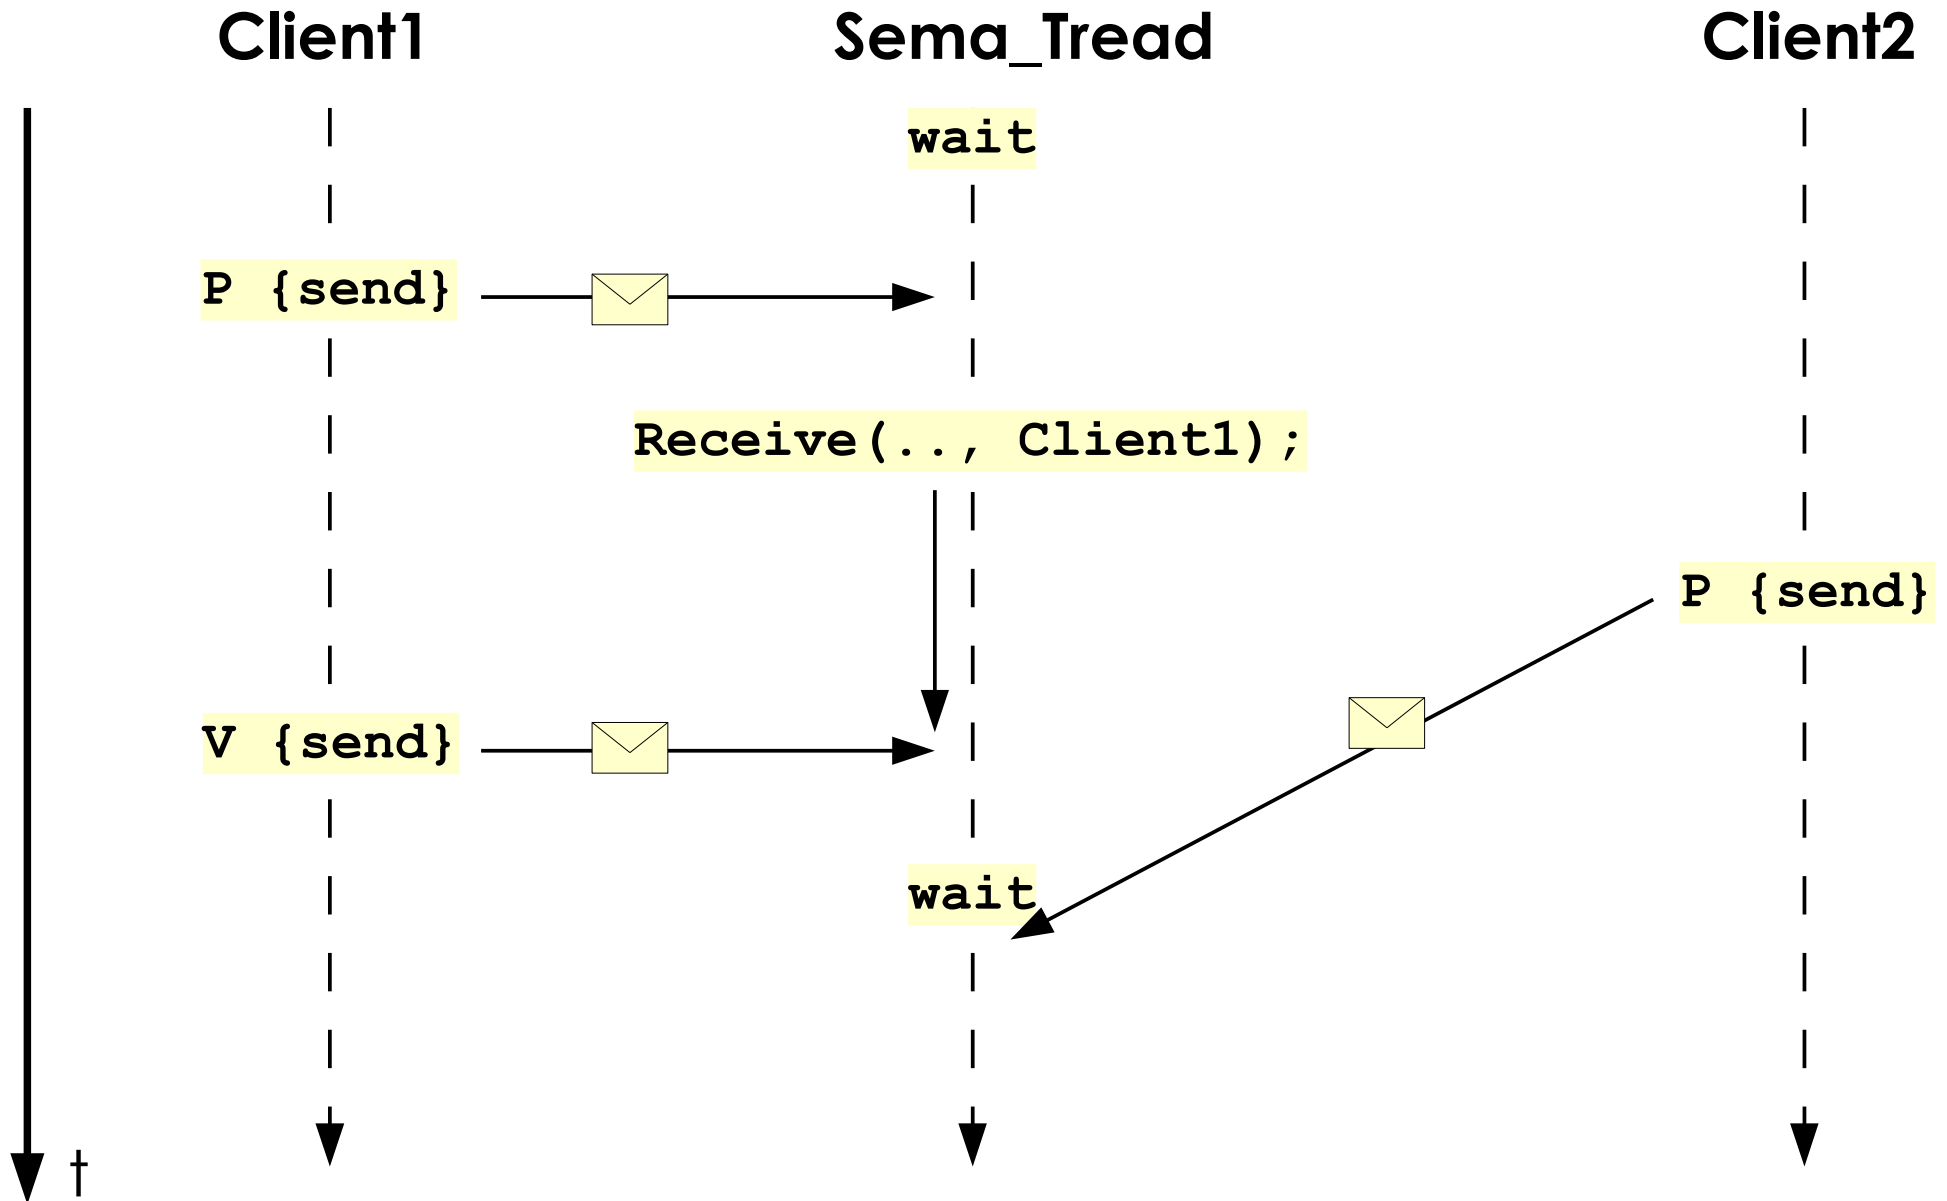 Client1 Sema_Tread Client2
wait
P {send}
Receive(.., Client1);
P {send}
V {send}
wait
t